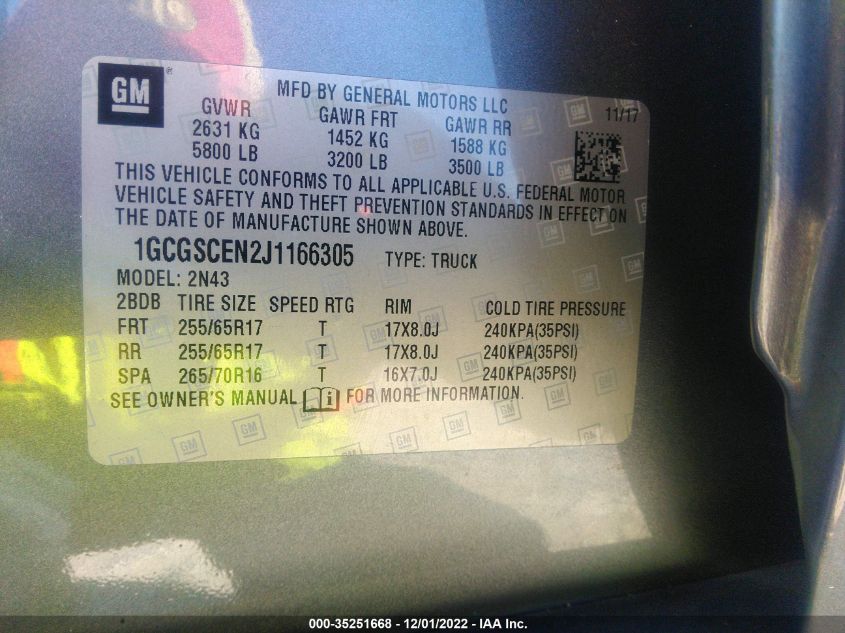 GM ®
MFD BY GENERAL MOTORS LLC
GVWR GAWR FRT GAWR RR 11/17
2631 KG 1452 KG 1588 KG
5800 LB 3200 LB 3500 LB
THIS VEHICLE CONFORMS TO ALL APPLICABLE U.S. FEDERAL MOTOR
VEHICLE SAFETY AND THEFT PREVENTION STANDARDS IN EFFECT ON
THE DATE OF MANUFACTURE SHOWN ABOVE.
1GCGSCEN2J1166305 TYPE: TRUCK
MODEL: 2N43
2BDB TIRE SIZE SPEED RTG RIM COLD TIRE PRESSURE
FRT 255/65R17 T 17X8.0J 240KPA(35PSI)
RR 255/65R17 T 17X8.0J 240KPA(35PSI)
SPA 265/70R16 T 16X7.0J 240KPA(35PSI)
SEE OWNER'S MANUAL i FOR MORE INFORMATION.
000-35251668 - 12/01/2022 - IAA Inc.